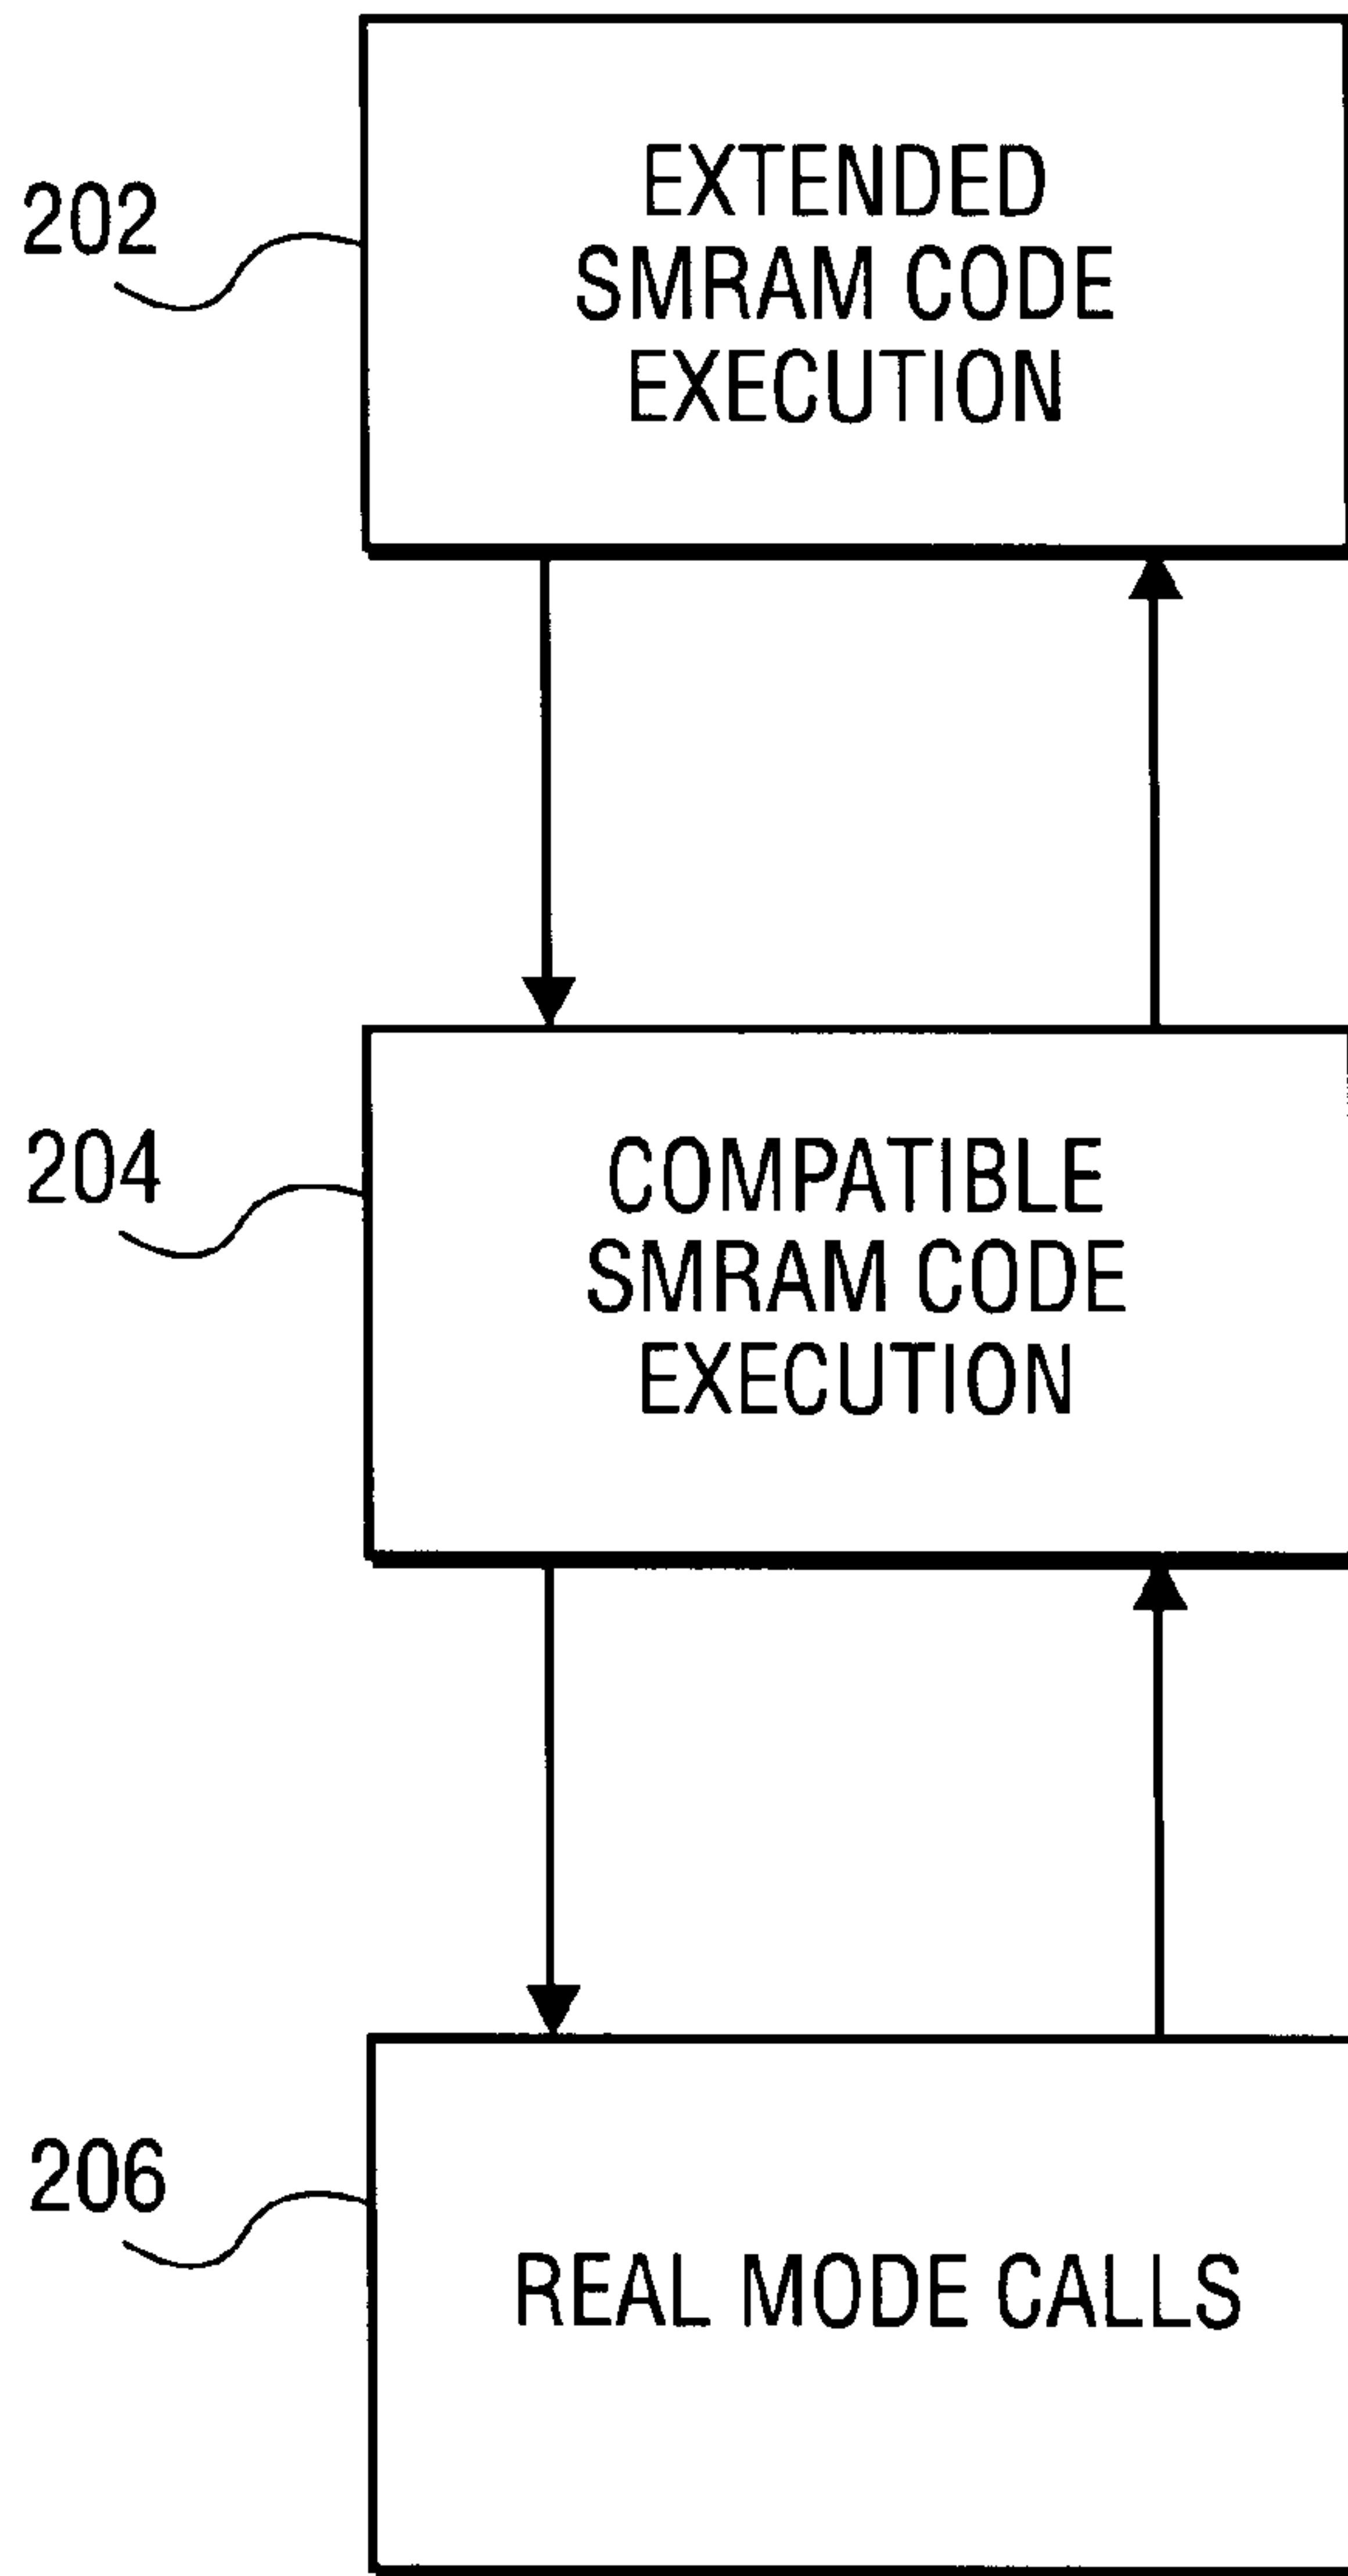 202
EXTENDED
SMRAM CODE
EXECUTION
204
COMPATIBLE
SMRAM CODE
EXECUTION
206
REAL MODE CALLS